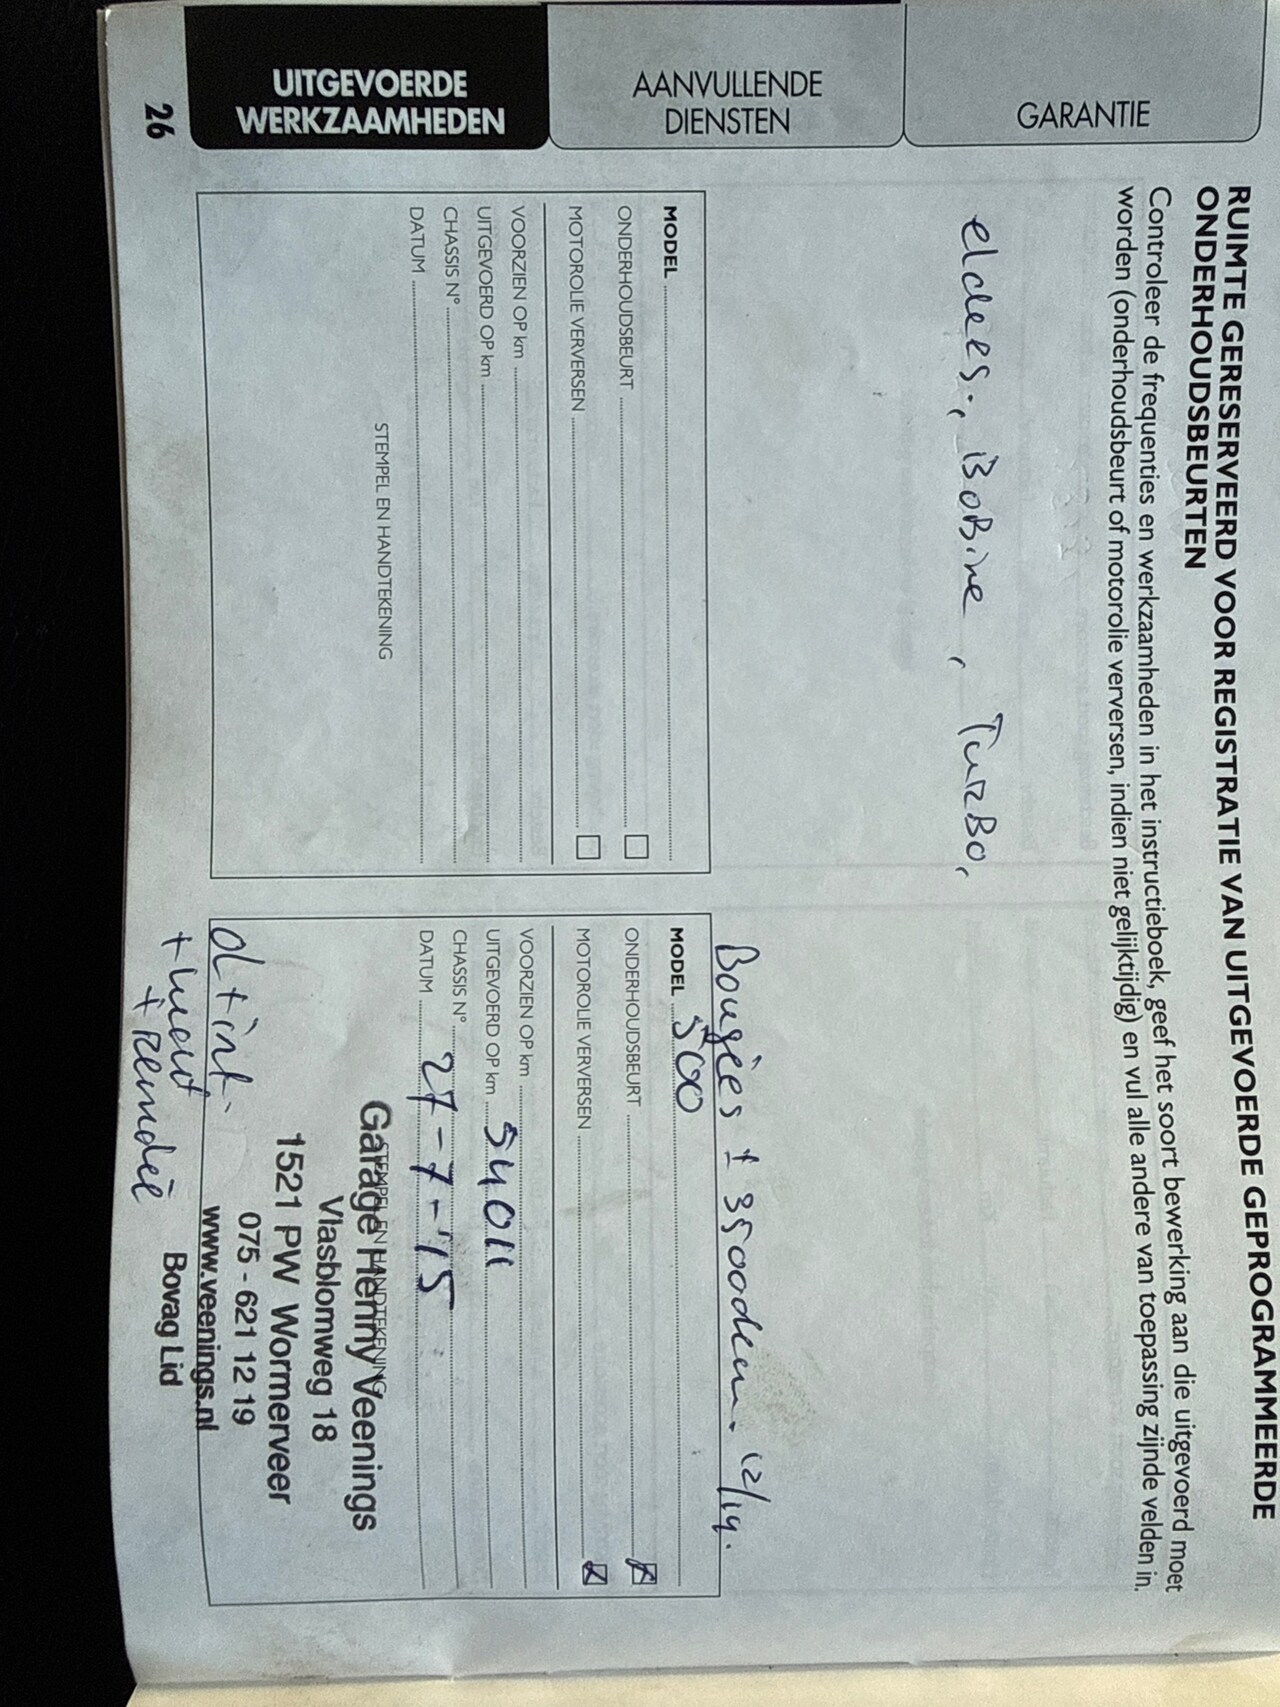 UITGEVOERDE
WERKZAAMHEDEN
AANVULLENDE
DIENSTEN
GARANTIE
26
RUIMTE GERESERVEERD VOOR REGISTRATIE VAN UITGEVOERDE GEPROGRAMMEERDE
ONDERHOUDSBEURTEN
Controleer de frequenties en werkzaamheden in het instructieboek, geef het soort bewerking aan die uitgevoerd moet
worden (onderhoudsbeurt of motorolie verversen, indien niet gelijktijdig) en vul alle andere van toepassing zijnde velden in.
BoBine, TurBo,
MODEL
ONDERHOUDSBEURT
MOTOROLIE VERVERSEN
VOORZIEN OP km
UITGEVOERD OP km
CHASSIS N°
DATUM
STEMPEL EN HANDTEKENING
Bougies ± 35000km. 12/14.
MODEL 500
ONDERHOUDSBEURT
MOTOROLIE VERVERSEN
VOORZIEN OP km
UITGEVOERD OP km 54011
CHASSIS N°
DATUM 27-7-'15
STEMPEL EN HANDTEKENING
Garage Henny Veenings
Vlasblomweg 18
1521 PW Wormerveer
075 - 621 12 19
www.veenings.nl
Bovag Lid